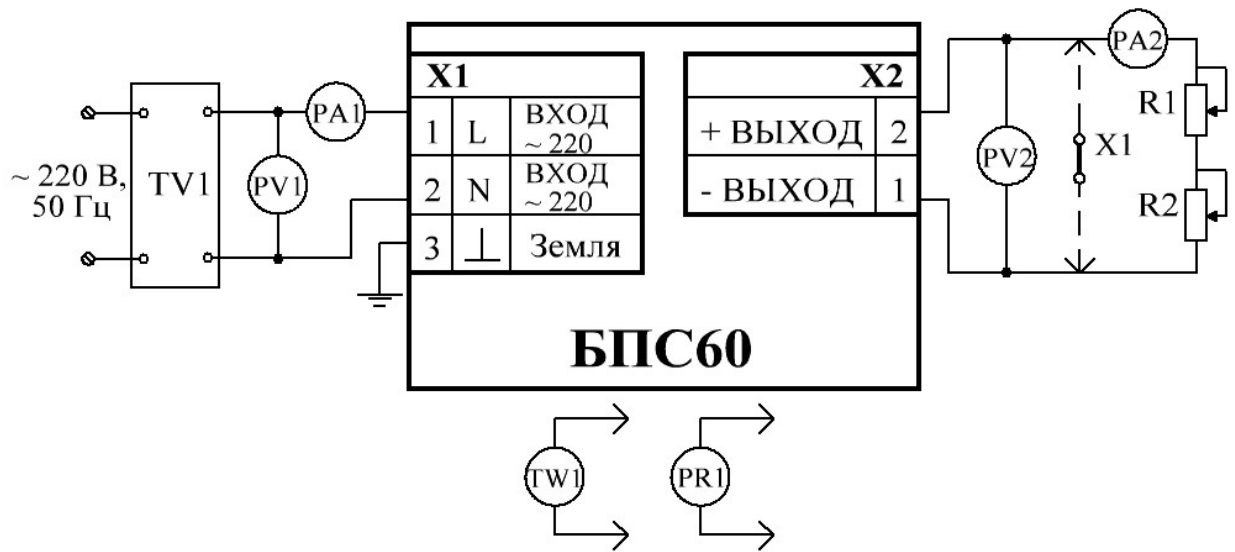 ~ 220 В,
50 Гц
TV1
PV1
PA1
X1
1 L ВХОД
~ 220
2 N ВХОД
~ 220
3 ⊥ Земля
X2
+ ВЫХОД 2
- ВЫХОД 1
БПС60
PV2
X1
PA2
R1
R2
TW1
PR1